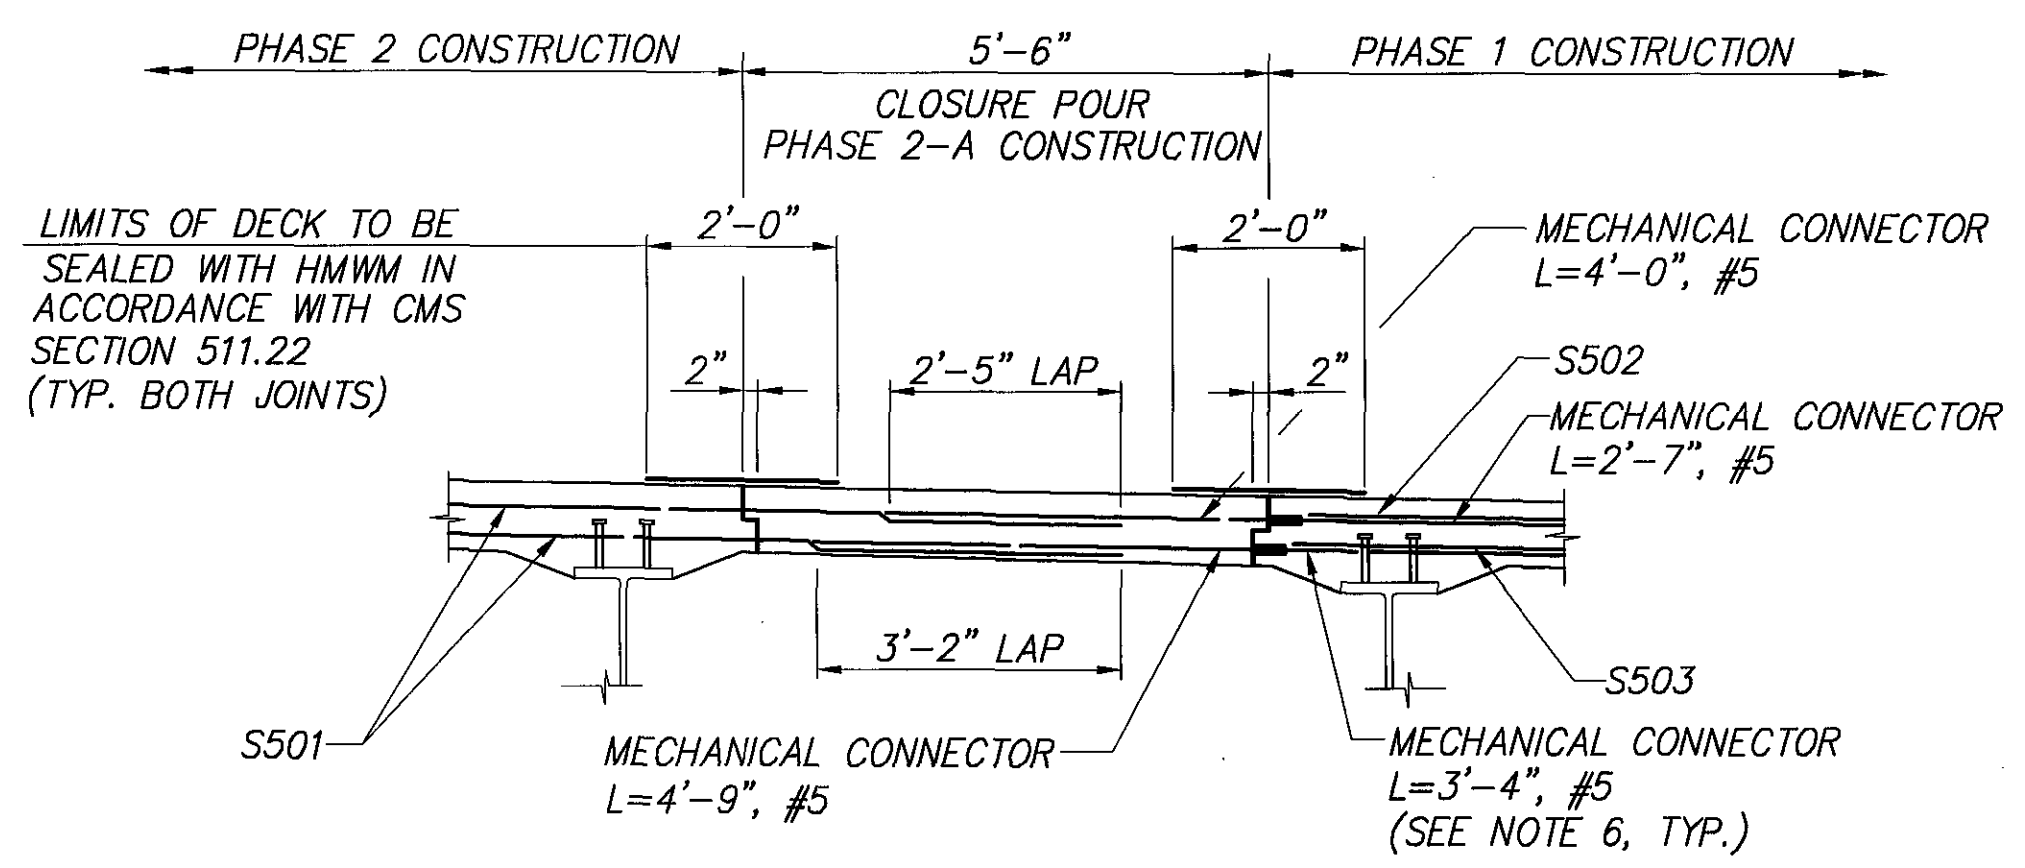 PHASE 2 CONSTRUCTION
5'-6"
PHASE 1 CONSTRUCTION
CLOSURE POUR
PHASE 2-A CONSTRUCTION
LIMITS OF DECK TO BE
SEALED WITH HMWM IN
ACCORDANCE WITH CMS
SECTION 511.22
(TYP. BOTH JOINTS)
2'-0"
2'-0"
MECHANICAL CONNECTOR
L=4'-0", #5
2"
2'-5" LAP
2"
S502
MECHANICAL CONNECTOR
L=2'-7", #5
3'-2" LAP
S503
S501
MECHANICAL CONNECTOR
L=4'-9", #5
MECHANICAL CONNECTOR
L=3'-4", #5
(SEE NOTE 6, TYP.)